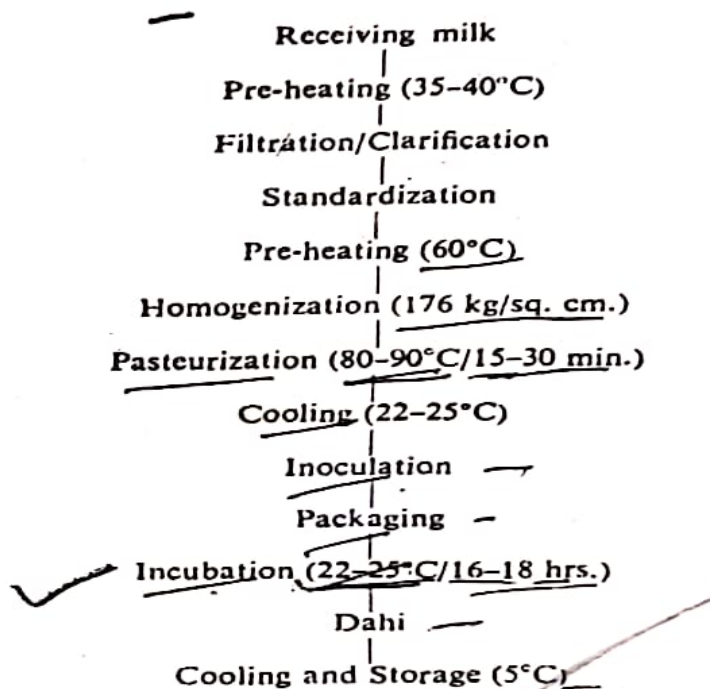 Receiving milk
Pre-heating (35–40°C)
Filtration/Clarification
Standardization
Pre-heating (60°C)
Homogenization (176 kg/sq. cm.)
Pasteurization (80–90°C/15–30 min.)
Cooling (22–25°C)
Inoculation
Packaging
Incubation (22–25°C/16–18 hrs.)
Dahi
Cooling and Storage (5°C)